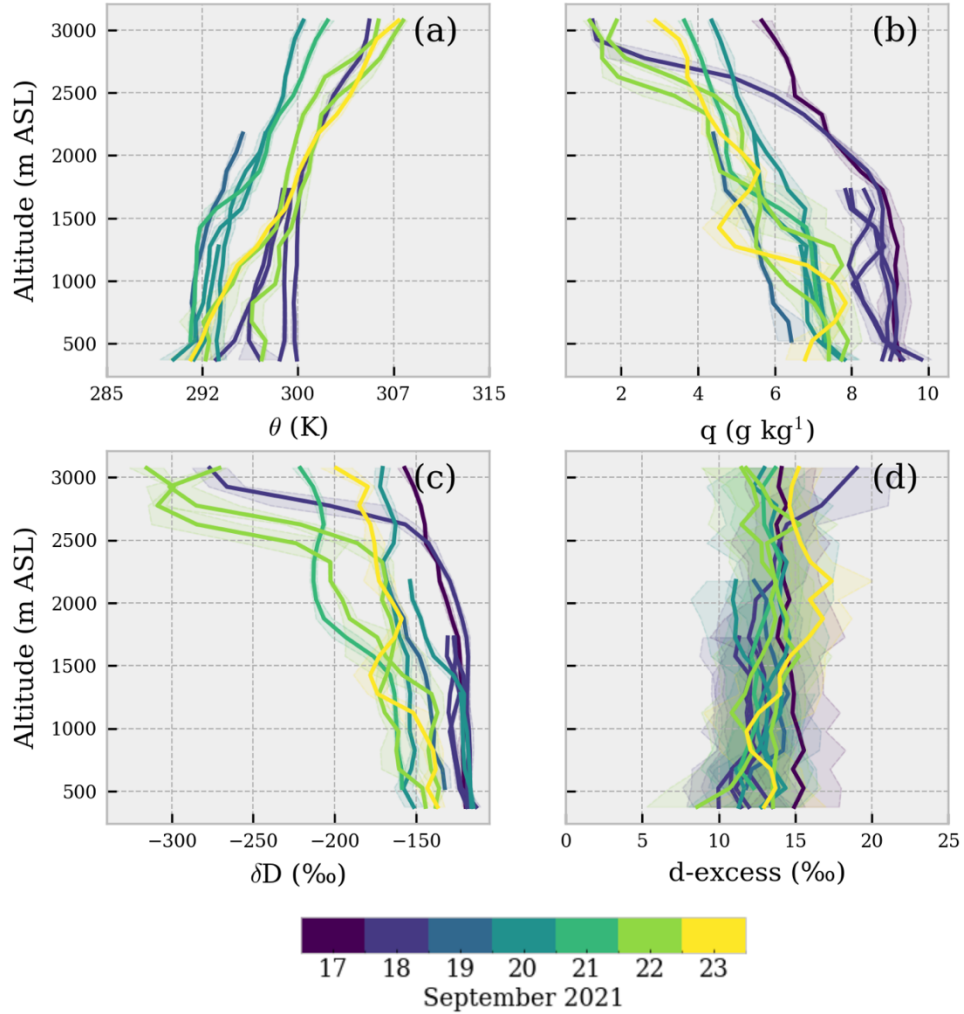 (a)
3000
2500
2000
1500
1000
500
Altitude (m ASL)
285 292 300 307 315
θ (K)
(b)
2 4 6 8 10
q (g kg¹)
(c)
3000
2500
2000
1500
1000
500
Altitude (m ASL)
−300 −250 −200 −150
δD (‰)
(d)
0 5 10 15 20 25
d-excess (‰)
17 18 19 20 21 22 23
September 2021